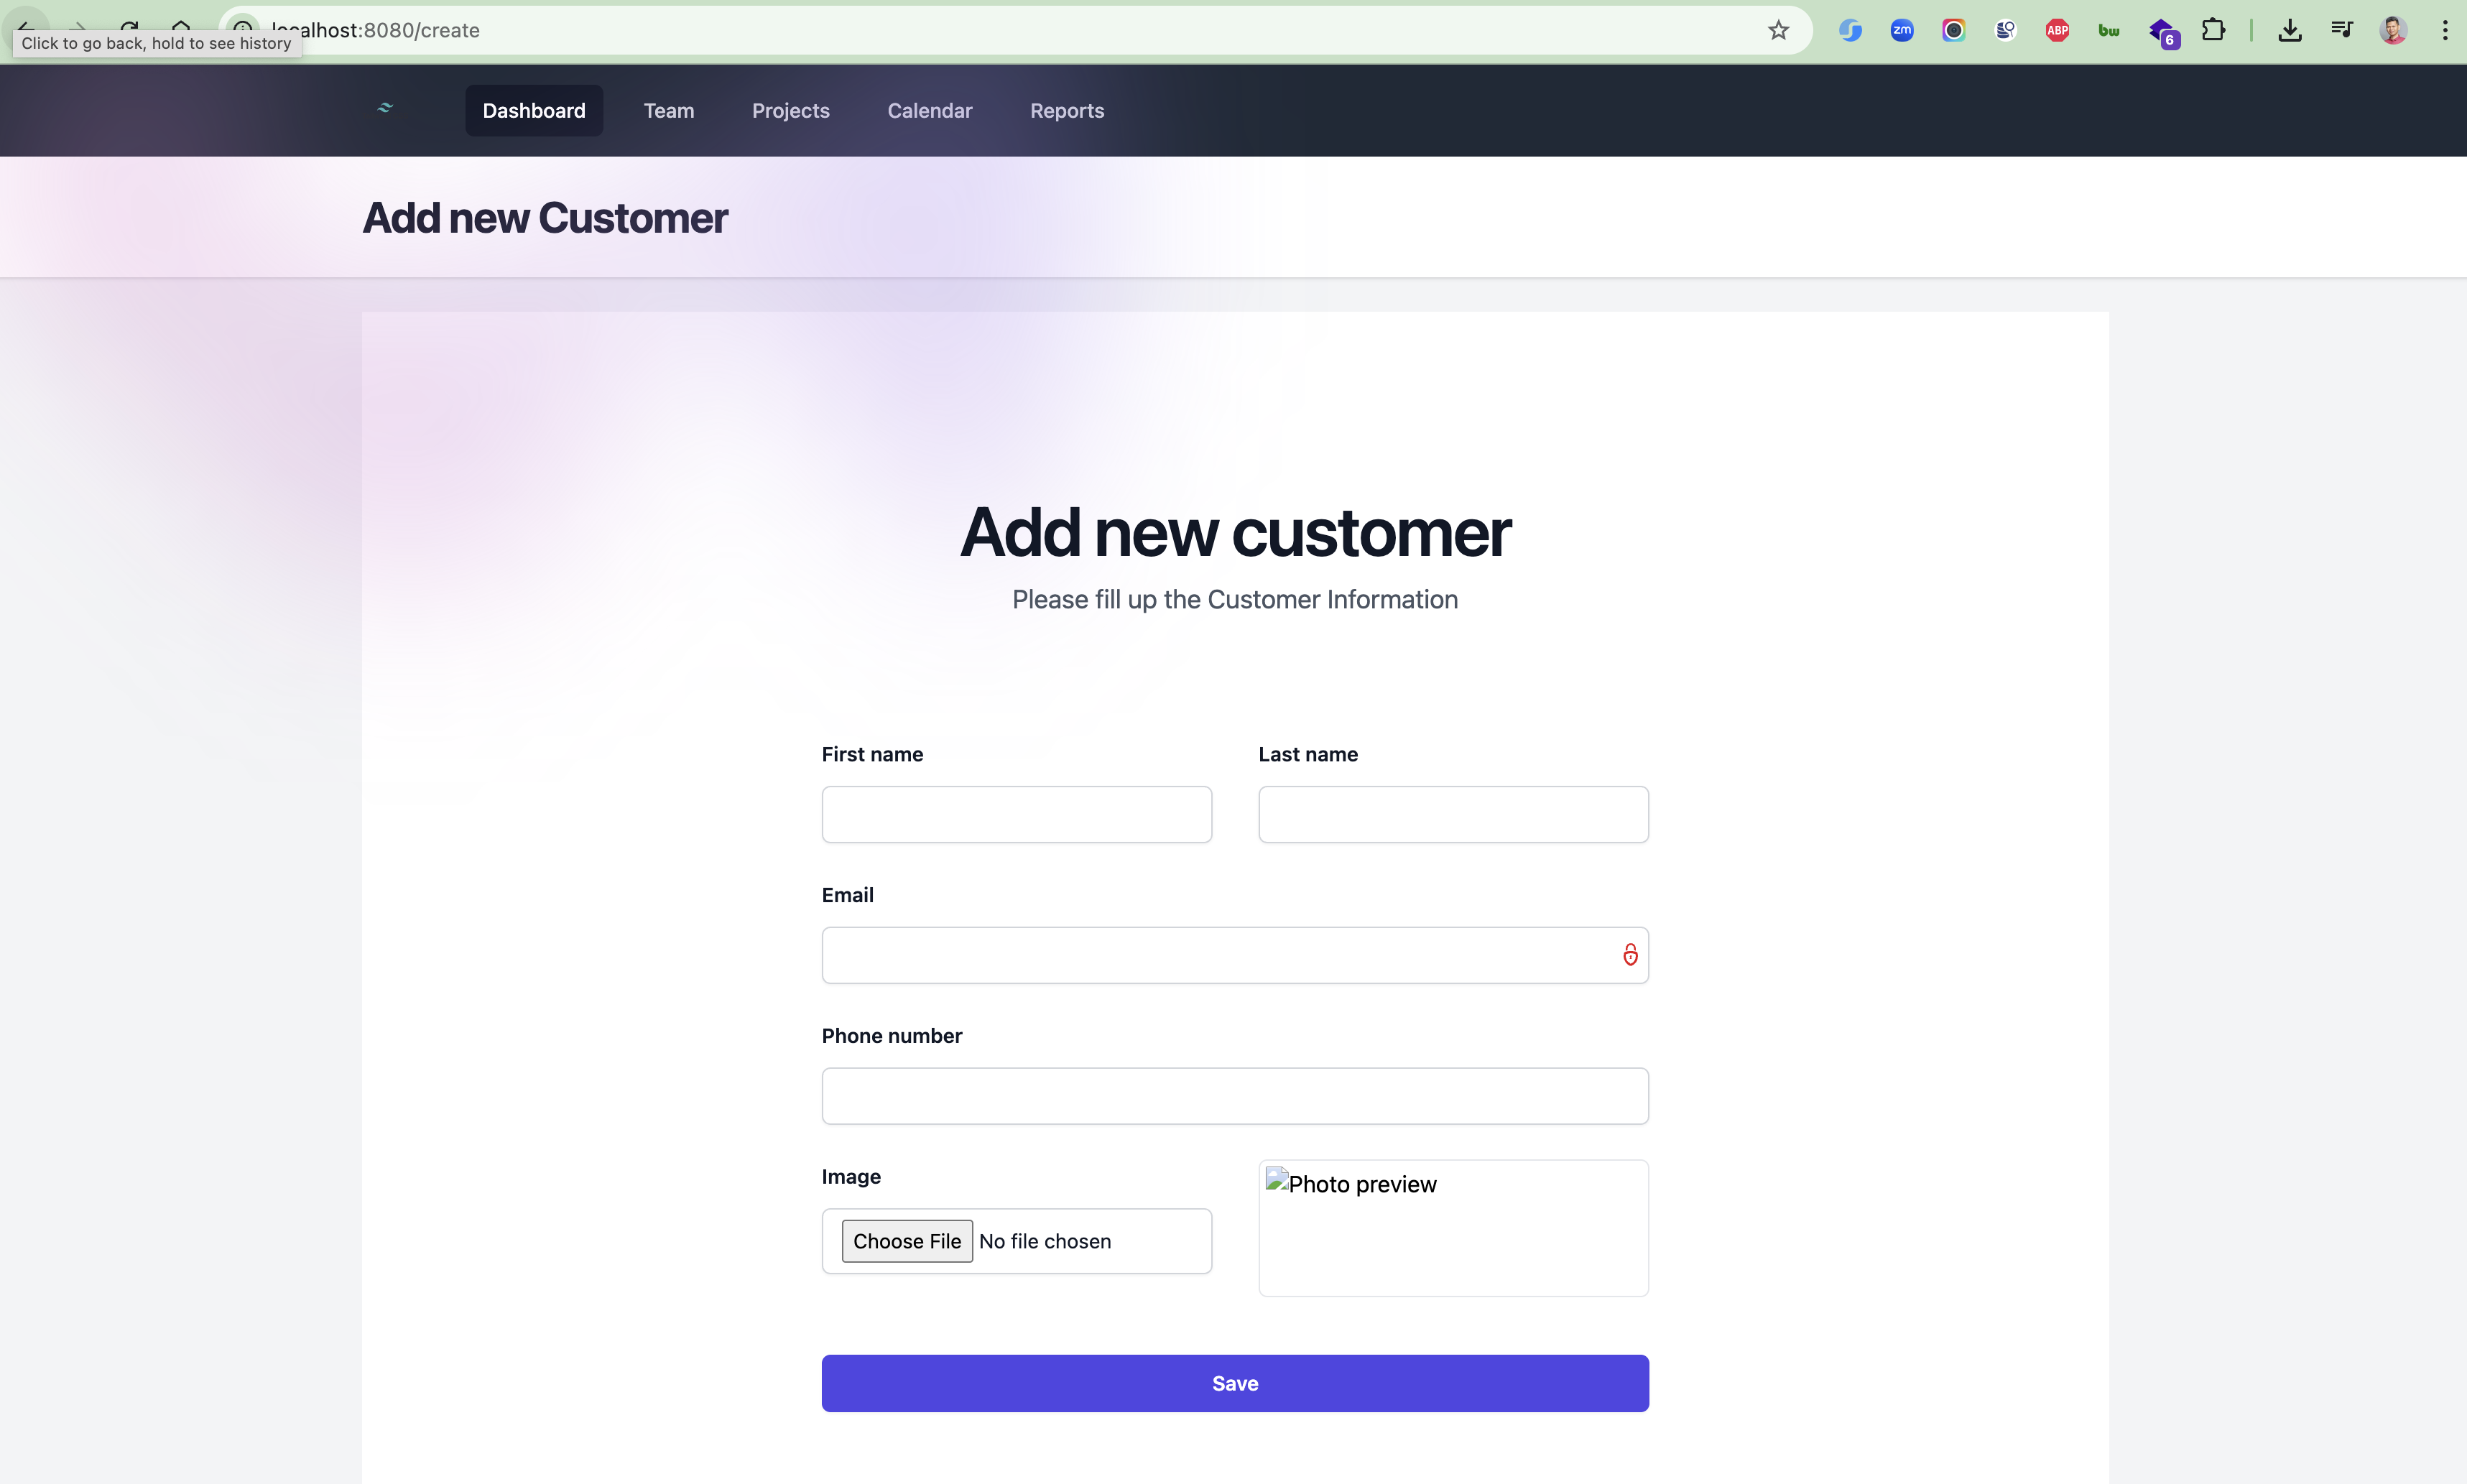 localhost:8080/create
Click to go back, hold to see history
zm
ABP
bw
6
Dashboard
Team
Projects
Calendar
Reports
Add new Customer
Add new customer
Please fill up the Customer Information
First name
Last name
Email
Phone number
Image
Photo preview
Choose File
No file chosen
Save